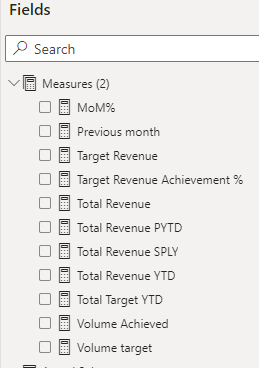 Fields
Search
Measures (2)
MoM%
Previous month
Target Revenue
Target Revenue Achievement %
Total Revenue
Total Revenue PYTD
Total Revenue SPLY
Total Revenue YTD
Total Target YTD
Volume Achieved
Volume target